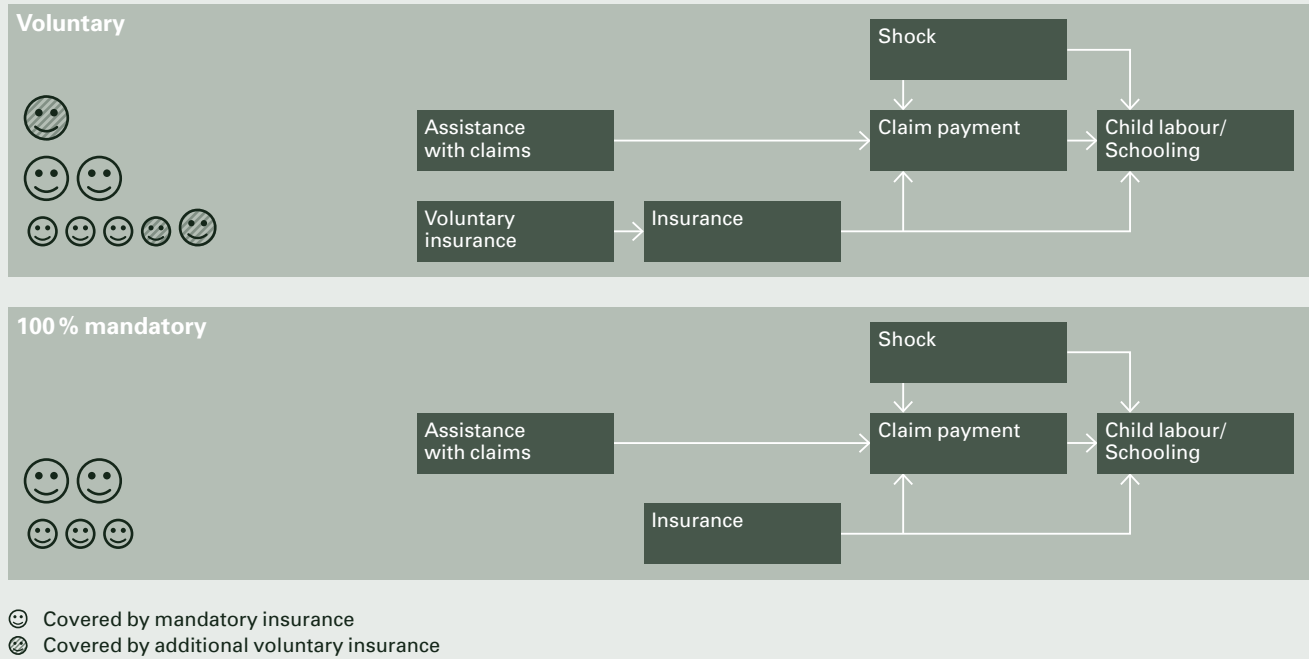 Voluntary
Shock
Assistance
with claims
Claim payment
Child labour/
Schooling
Voluntary
insurance
Insurance
100 % mandatory
Shock
Assistance
with claims
Claim payment
Child labour/
Schooling
Insurance
Covered by mandatory insurance
Covered by additional voluntary insurance